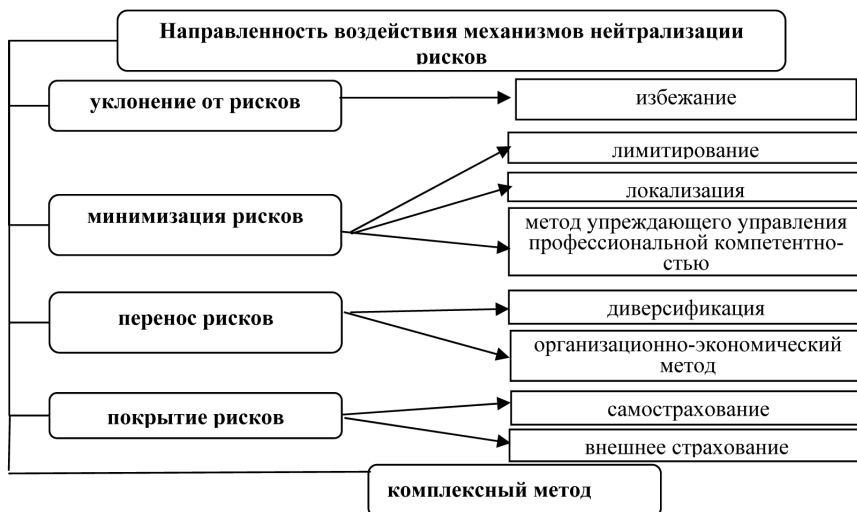 Направленность воздействия механизмов нейтрализации
рисков
уклонение от рисков
избежание
минимизация рисков
лимитирование
локализация
метод упреждающего управления
профессиональной компетентно-
стью
перенос рисков
диверсификация
организационно-экономический
метод
покрытие рисков
самострахование
внешнее страхование
комплексный метод